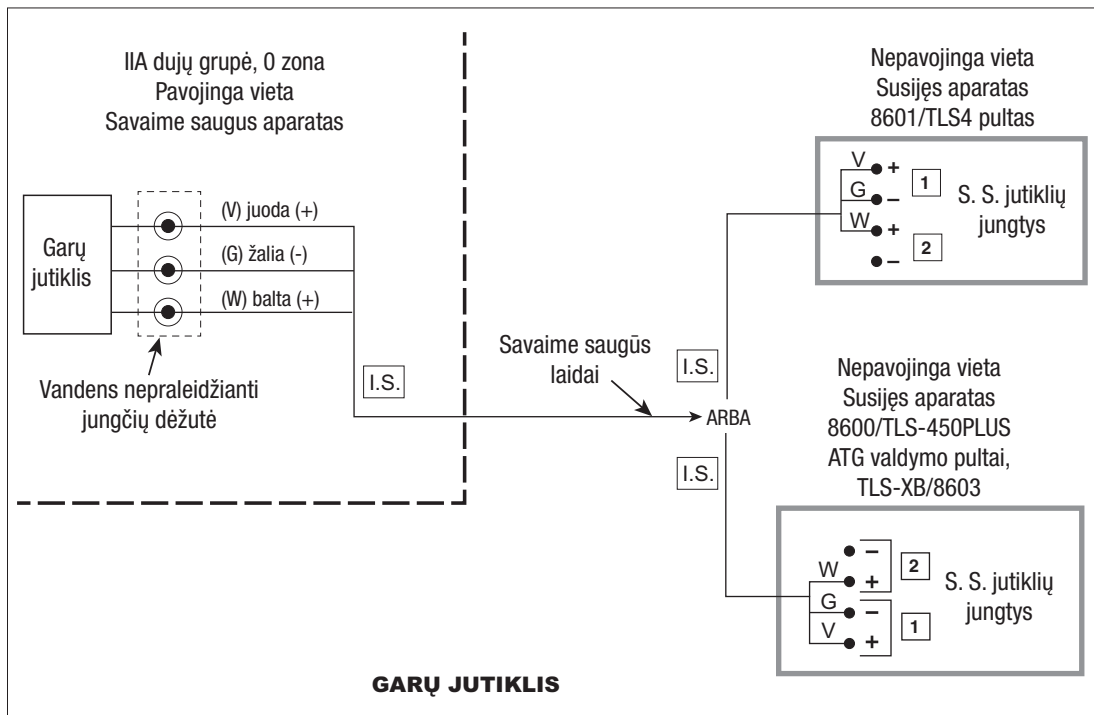 IIA dujų grupė, 0 zona
Pavojinga vieta
Savaime saugus aparatas
Garų
jutiklis
(V) juoda (+)
(G) žalia (-)
(W) balta (+)
Vandens nepraleidžianti
jungčių dėžutė
I.S.
Savaime saugūs
laidai
I.S.
ARBA
I.S.
Nepavojinga vieta
Susijęs aparatas
8601/TLS4 pultas
V + 1
G −
W + 2
−
S. S. jutiklių
jungtys
Nepavojinga vieta
Susijęs aparatas
8600/TLS-450PLUS
ATG valdymo pultai,
TLS-XB/8603
− 2
W +
G − 1
V +
S. S. jutiklių
jungtys
GARŲ JUTIKLIS